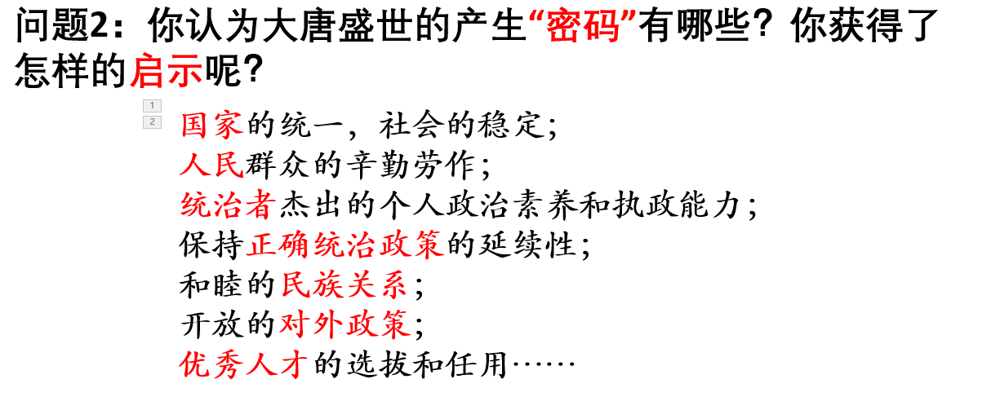 问题2：你认为大唐盛世的产生“密码”有哪些？你获得了
怎样的启示呢？
1
2
国家的统一，社会的稳定；
人民群众的辛勤劳作；
统治者杰出的个人政治素养和执政能力；
保持正确统治政策的延续性；
和睦的民族关系；
开放的对外政策；
优秀人才的选拔和任用……